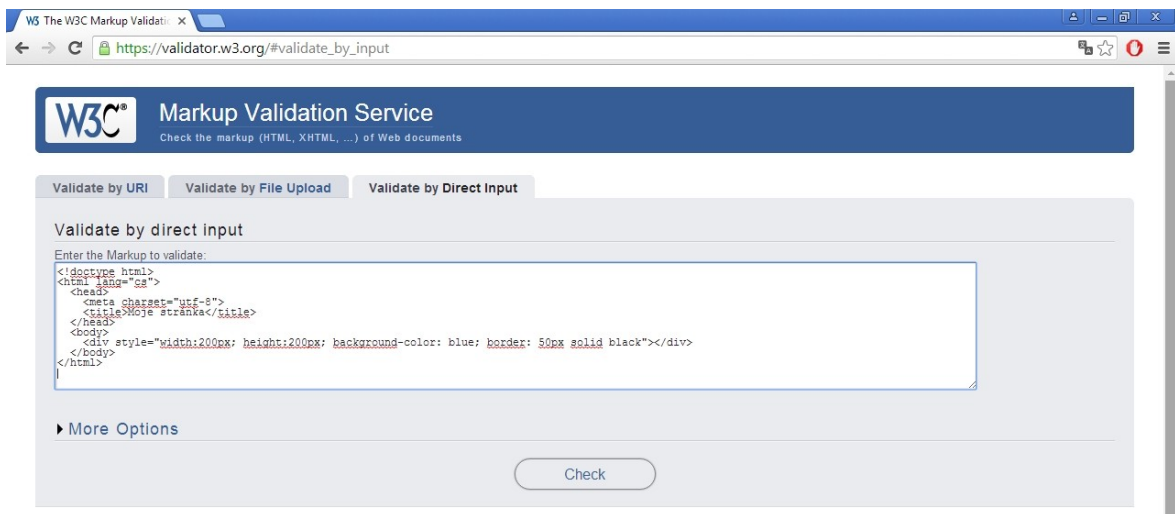 W3 The W3C Markup Validatio
https://validator.w3.org/#validate_by_input
W3C® Markup Validation Service
Check the markup (HTML, XHTML, ...) of Web documents
Validate by URI Validate by File Upload Validate by Direct Input
Validate by direct input
Enter the Markup to validate:
<!doctype html>
<html lang="cs">
<head>
<meta charset="utf-8">
<title>Moje stránka</title>
</head>
<body>
<div style="width:200px; height:200px; background-color: blue; border: 50px solid black"></div>
</body>
</html>
More Options
Check